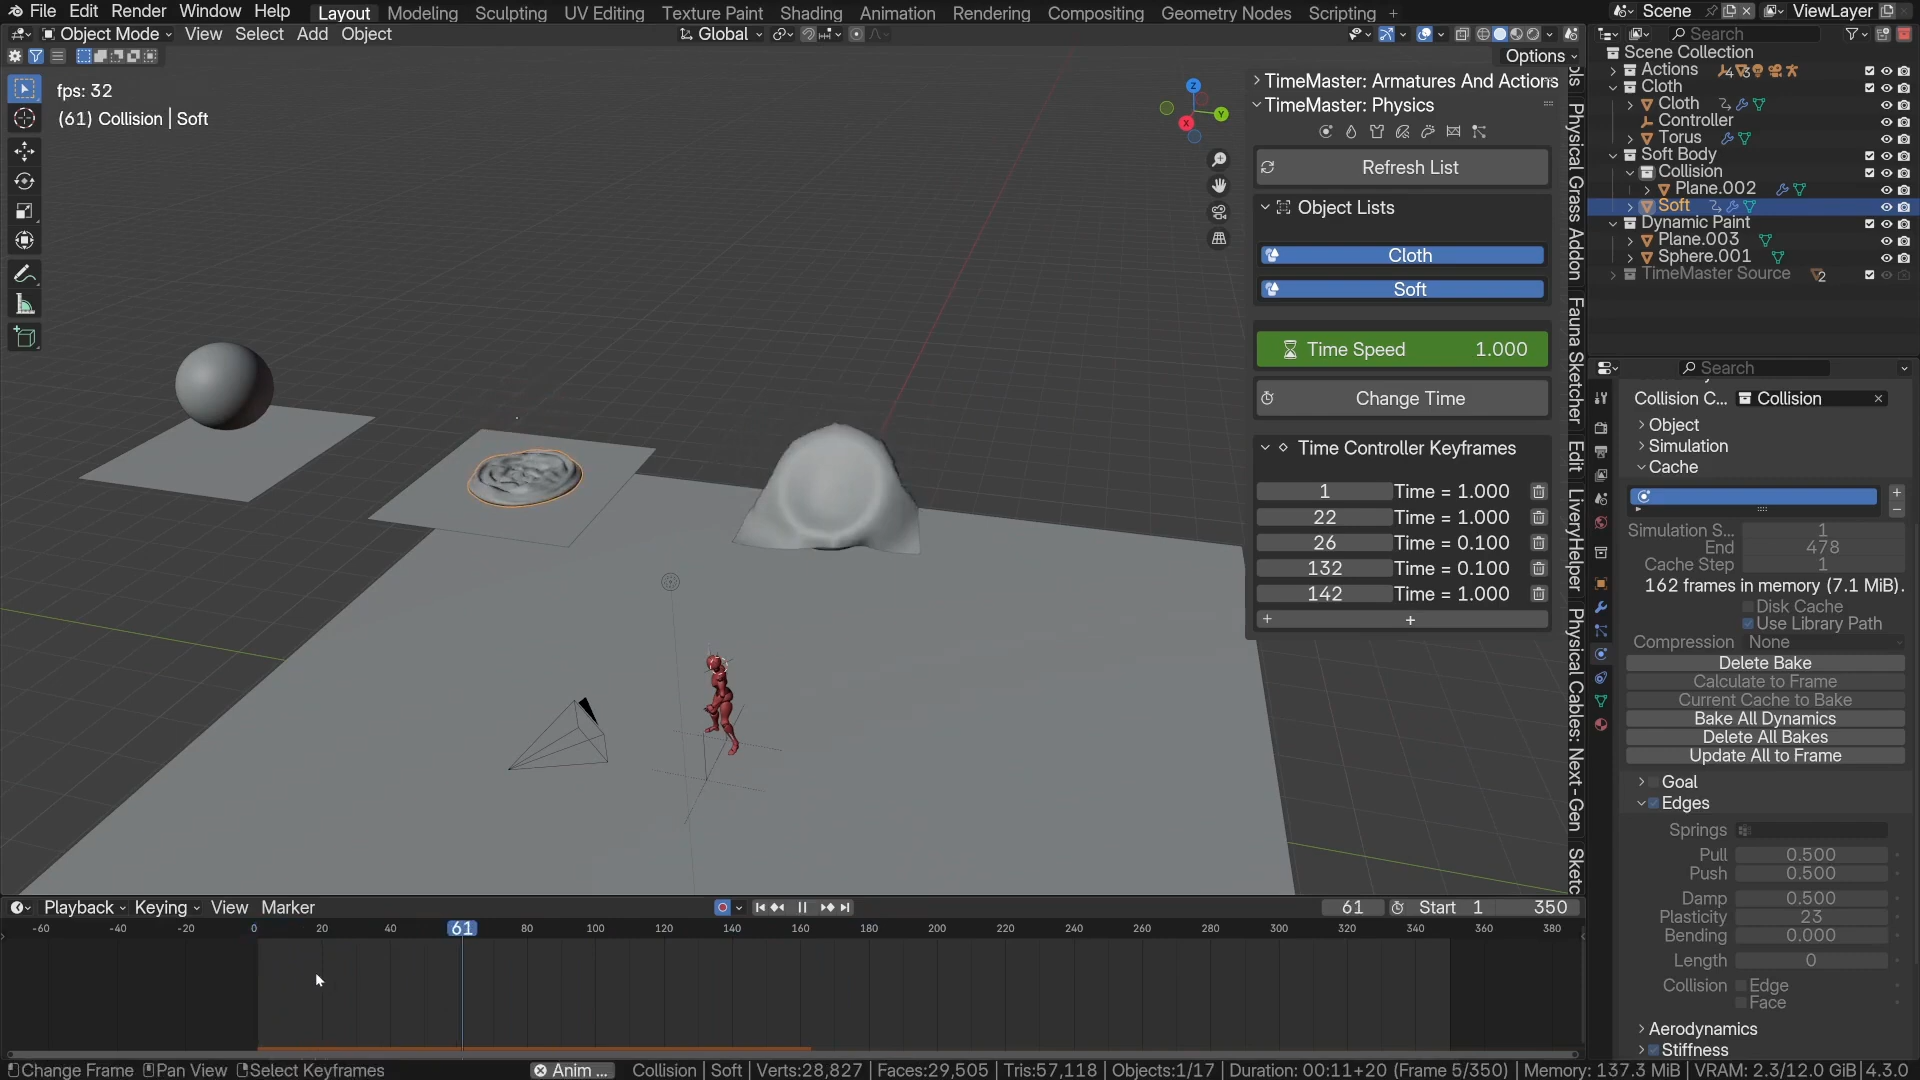 File Edit Render Window Help Layout Modeling Sculpting UV Editing Texture Paint Shading Animation Rendering Compositing Geometry Nodes Scripting + Scene ViewLayer
Object Mode View Select Add Object Global Search
Options
fps: 32
(61) Collision | Soft
Z
Y
X
TimeMaster: Armatures And Actions
TimeMaster: Physics
Refresh List
Object Lists
Cloth
Soft
Time Speed 1.000
Change Time
Time Controller Keyframes
1 Time = 1.000
22 Time = 1.000
26 Time = 0.100
132 Time = 0.100
142 Time = 1.000
+ +
Physical Grass Addon
Fauna Sketcher
Edit
LiveryHelper
Physical Cables: Next - Gen
Sketc
Scene Collection
Actions
Cloth
Cloth
Controller
Torus
Soft Body
Collision
Plane.002
Soft
Dynamic Paint
Plane.003
Sphere.001
TimeMaster Source 2
Search
Collision C... Collision
Object
Simulation
Cache
Simulation S... 1
End 478
Cache Step 1
162 frames in memory (7.1 MiB).
Disk Cache
Use Library Path
Compression None
Delete Bake
Calculate to Frame
Current Cache to Bake
Bake All Dynamics
Delete All Bakes
Update All to Frame
Goal
Edges
Springs
Pull 0.500
Push 0.500
Damp 0.500
Plasticity 23
Bending 0.000
Length 0
Collision Edge
Face
Aerodynamics
Stiffness
Playback Keying View Marker 61 Start 1 350
-60 -40 -20 0 20 40 61 80 100 120 140 160 180 200 220 240 260 280 300 320 340 360 380
Change Frame Pan View Select Keyframes Anim ... Collision | Soft | Verts:28,827 | Faces:29,505 | Tris:57,118 | Objects:1/17 | Duration: 00:11+20 (Frame 5/350) | Memory: 137.3 MiB | VRAM: 2.3/12.0 GiB | 4.3.0